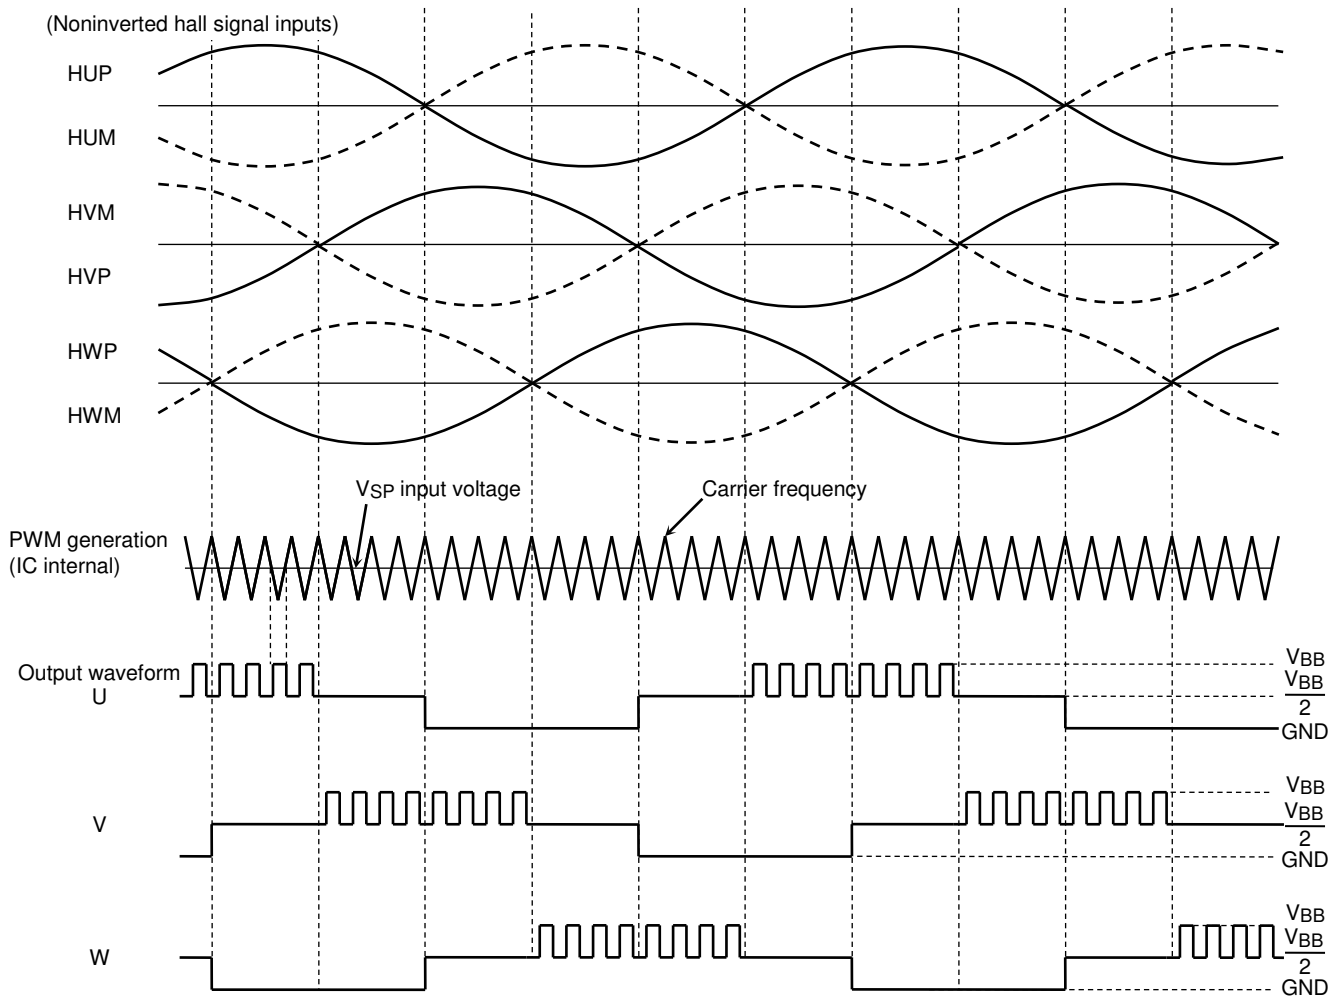 (Noninverted hall signal inputs)
HUP
HUM
HVM
HVP
HWP
HWM
VSP input voltage
Carrier frequency
PWM generation
(IC internal)
Output waveform
U
VBB
VBB
2
GND
V
VBB
VBB
2
GND
W
VBB
VBB
2
GND